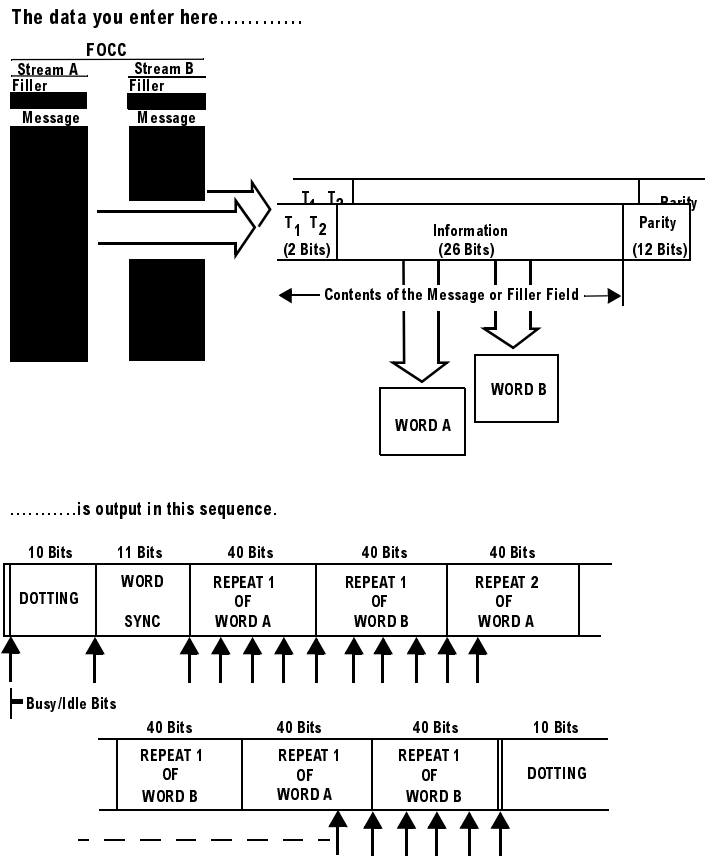 The data you enter here............
FOCC
Stream A Stream B
Filler Filler
Message Message
T1 T2 Parity
T1 T2 Information Parity
(2 Bits) (26 Bits) (12 Bits)
Contents of the Message or Filler Field
WORD B
WORD A
...........is output in this sequence.
10 Bits 11 Bits 40 Bits 40 Bits 40 Bits
DOTTING WORD SYNC REPEAT 1 OF WORD A REPEAT 1 OF WORD B REPEAT 2 OF WORD A
Busy/Idle Bits
40 Bits 40 Bits 40 Bits 10 Bits
REPEAT 1 OF WORD B REPEAT 1 OF WORD A REPEAT 1 OF WORD B DOTTING